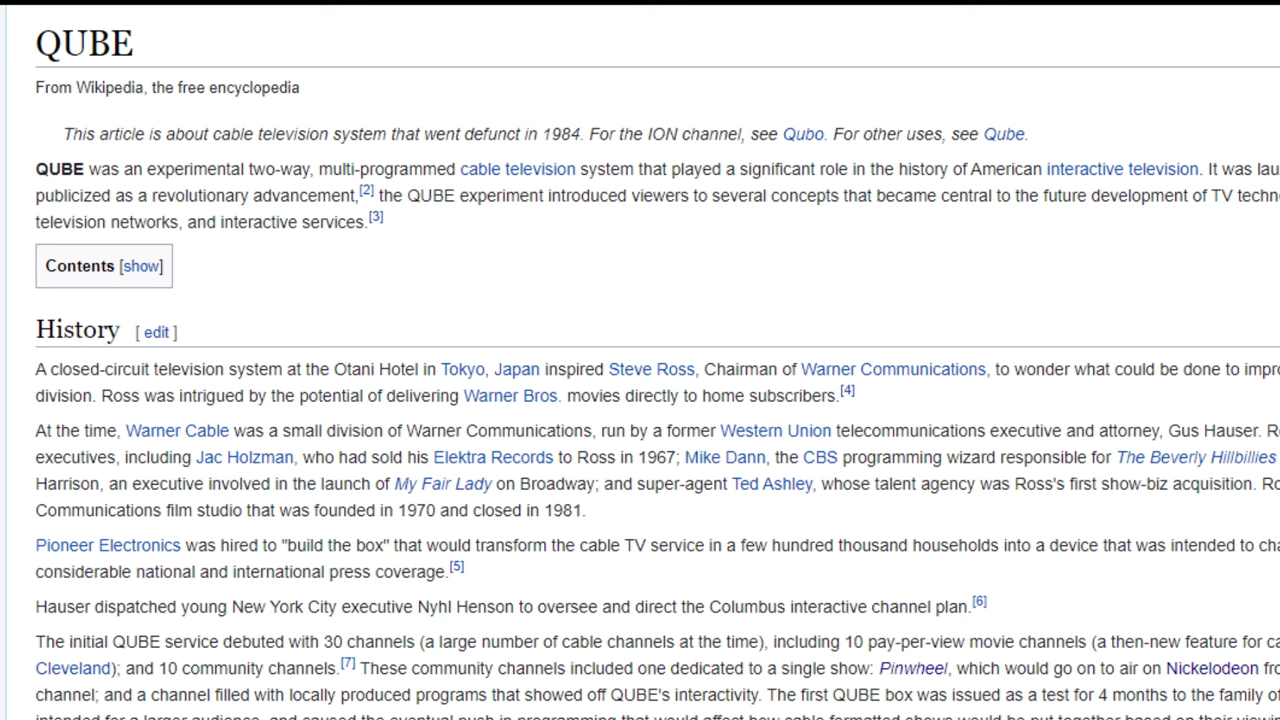 QUBE
From Wikipedia, the free encyclopedia
This article is about cable television system that went defunct in 1984. For the ION channel, see Qubo. For other uses, see Qube.
QUBE was an experimental two-way, multi-programmed cable television system that played a significant role in the history of American interactive television. It was
publicized as a revolutionary advancement,[2] the QUBE experiment introduced viewers to several concepts that became central to the future development of TV
television networks, and interactive services.[3]
Contents [show]
History [ edit ]
A closed-circuit television system at the Otani Hotel in Tokyo, Japan inspired Steve Ross, Chairman of Warner Communications, to wonder what could be done to
division. Ross was intrigued by the potential of delivering Warner Bros. movies directly to home subscribers.[4]
At the time, Warner Cable was a small division of Warner Communications, run by a former Western Union telecommunications executive and attorney, Gus Hauser.
executives, including Jac Holzman, who had sold his Elektra Records to Ross in 1967; Mike Dann, the CBS programming wizard responsible for The Beverly Hillbillies
Harrison, an executive involved in the launch of My Fair Lady on Broadway; and super-agent Ted Ashley, whose talent agency was Ross's first show-biz acquisition.
Communications film studio that was founded in 1970 and closed in 1981.
Pioneer Electronics was hired to "build the box" that would transform the cable TV service in a few hundred thousand households into a device that was intended to
considerable national and international press coverage.[5]
Hauser dispatched young New York City executive Nyhl Henson to oversee and direct the Columbus interactive channel plan.[6]
The initial QUBE service debuted with 30 channels (a large number of cable channels at the time), including 10 pay-per-view movie channels (a then-new feature for
Cleveland); and 10 community channels.[7] These community channels included one dedicated to a single show: Pinwheel, which would go on to air on Nickelodeon
channel; and a channel filled with locally produced programs that showed off QUBE's interactivity. The first QUBE box was issued as a test for 4 months to the family